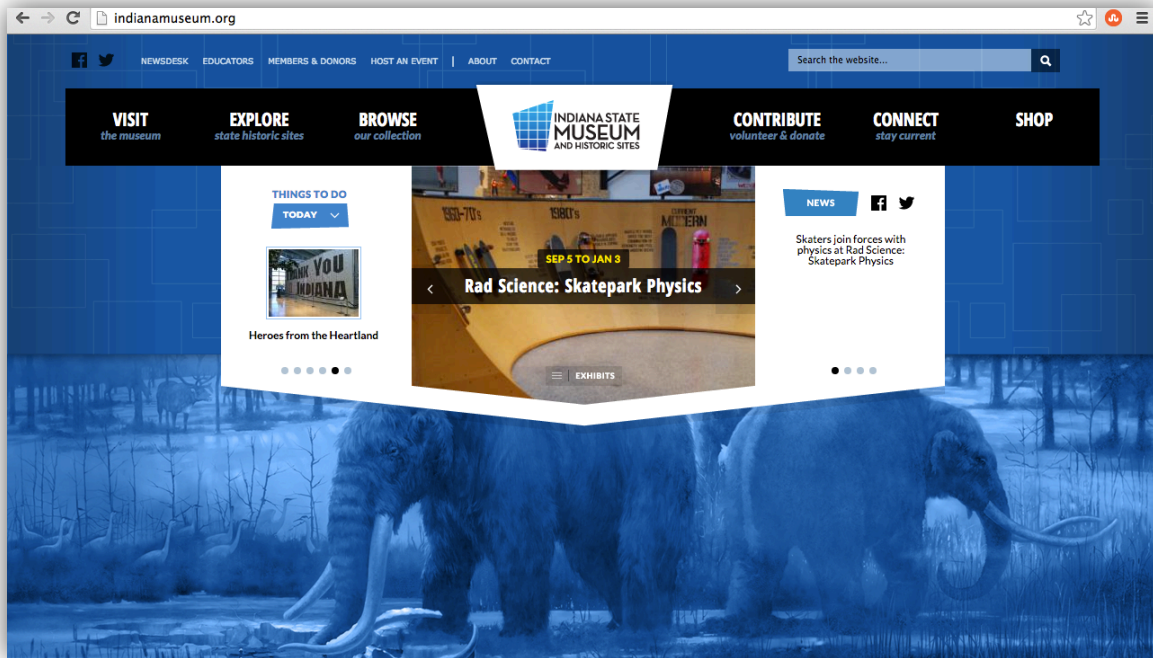 indianamuseum.org
NEWSDESK EDUCATORS MEMBERS & DONORS HOST AN EVENT | ABOUT CONTACT
Search the website...
VISIT
the museum
EXPLORE
state historic sites
BROWSE
our collection
INDIANA STATE
MUSEUM
AND HISTORIC SITES
CONTRIBUTE
volunteer & donate
CONNECT
stay current
SHOP
THINGS TO DO
TODAY
THANK YOU
INDIANA
Heroes from the Heartland
1960-70's
1980's
CURRENT
MODERN
SEP 5 TO JAN 3
Rad Science: Skatepark Physics
EXHIBITS
NEWS
Skaters join forces with
physics at Rad Science:
Skatepark Physics